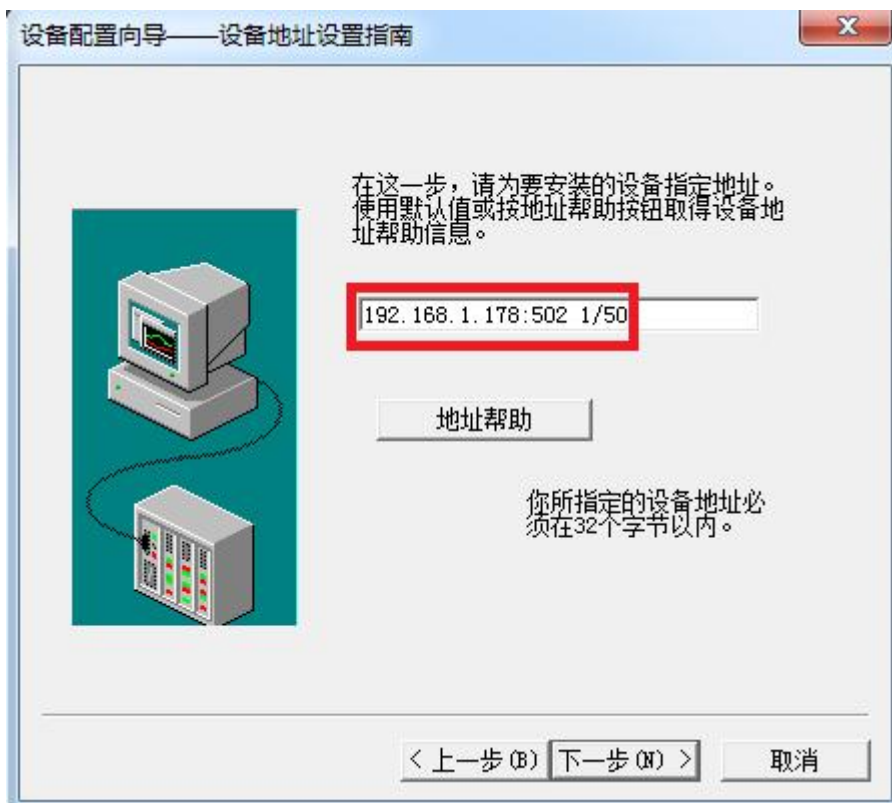 设备配置向导——设备地址设置指南
在这一步，请为要安装的设备指定地址。
使用默认值或按地址帮助按钮取得设备地
址帮助信息。
192.168.1.178:502 1/50
地址帮助
你所指定的设备地址必
须在32个字节以内。
< 上一步(B) 下一步(N) > 取消